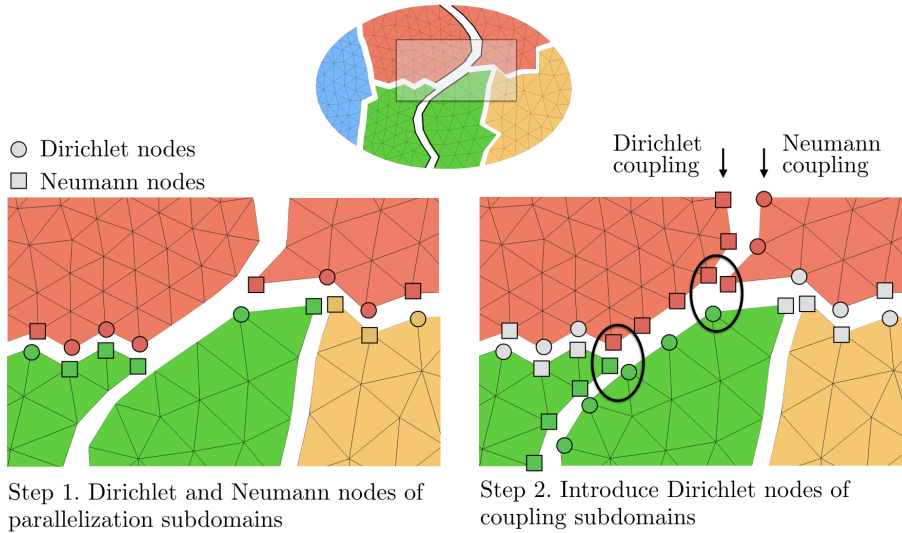 Dirichlet nodes
Neumann nodes
Dirichlet
coupling
Neumann
coupling
Step 1. Dirichlet and Neumann nodes of
parallelization subdomains
Step 2. Introduce Dirichlet nodes of
coupling subdomains